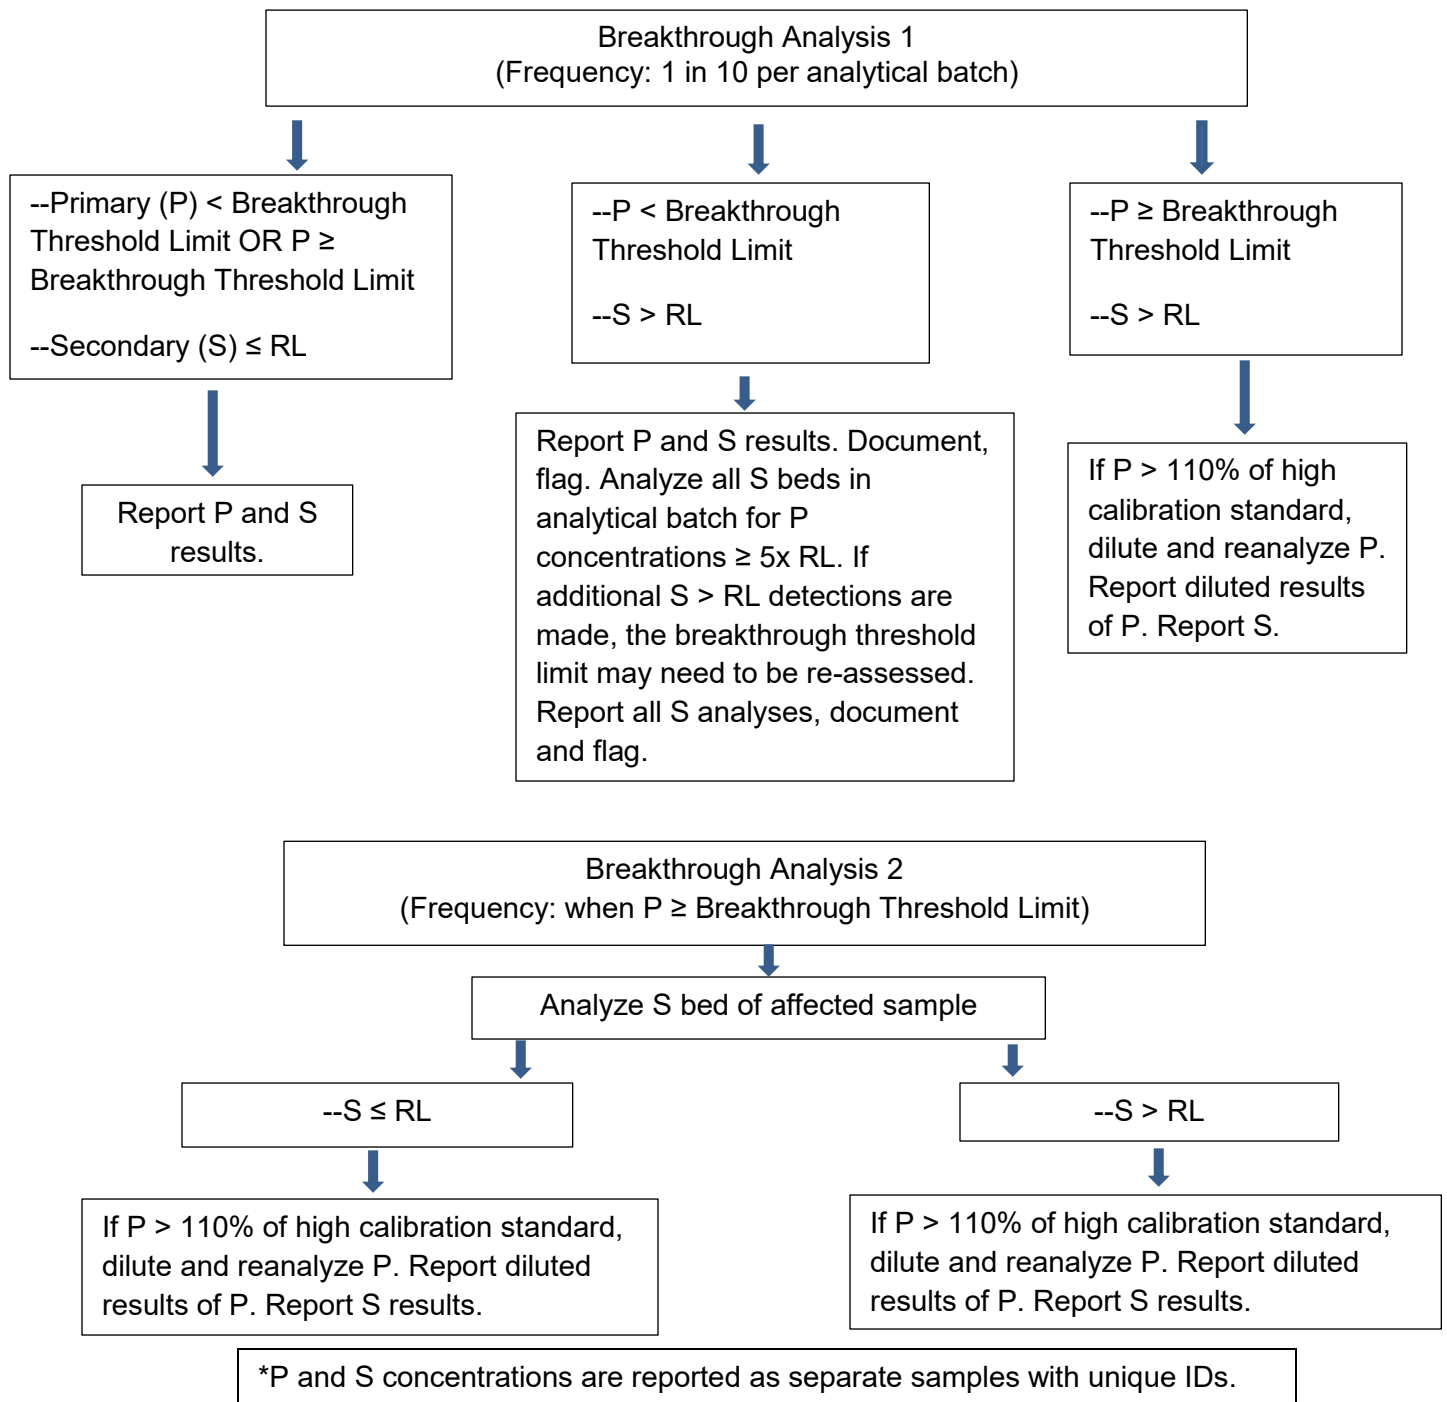 Breakthrough Analysis 1
(Frequency: 1 in 10 per analytical batch)
--Primary (P) < Breakthrough
Threshold Limit OR P ≥
Breakthrough Threshold Limit
--Secondary (S) ≤ RL
--P < Breakthrough
Threshold Limit
--S > RL
--P ≥ Breakthrough
Threshold Limit
--S > RL
Report P and S
results.
Report P and S results. Document,
flag. Analyze all S beds in
analytical batch for P
concentrations ≥ 5x RL. If
additional S > RL detections are
made, the breakthrough threshold
limit may need to be re-assessed.
Report all S analyses, document
and flag.
If P > 110% of high
calibration standard,
dilute and reanalyze P.
Report diluted results
of P. Report S.
Breakthrough Analysis 2
(Frequency: when P ≥ Breakthrough Threshold Limit)
Analyze S bed of affected sample
--S ≤ RL
--S > RL
If P > 110% of high calibration standard,
dilute and reanalyze P. Report diluted
results of P. Report S results.
If P > 110% of high calibration standard,
dilute and reanalyze P. Report diluted
results of P. Report S results.
*P and S concentrations are reported as separate samples with unique IDs.